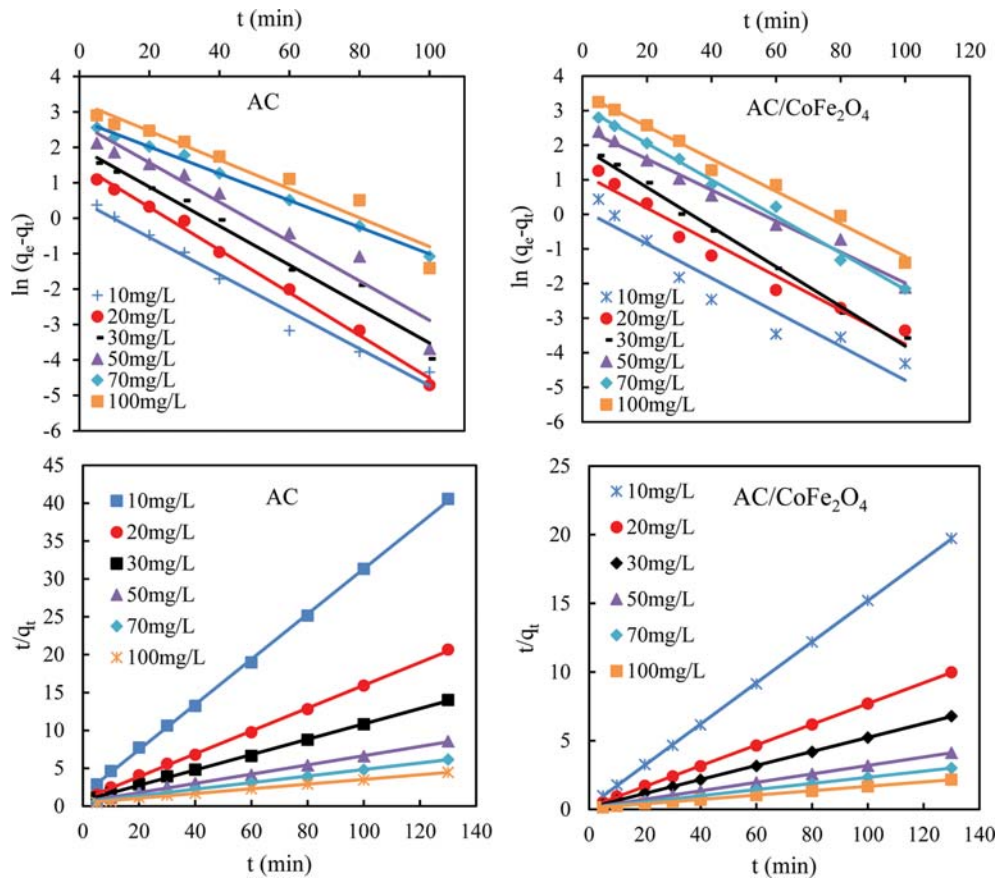 t (min)
0 20 40 60 80 100
AC
4
3
2
1
0
-1
-2
-3
-4
-5
-6
ln (qₑ-qₜ)
10mg/L
20mg/L
30mg/L
50mg/L
70mg/L
100mg/L
t (min)
0 20 40 60 80 100 120
AC/CoFe₂O₄
4
3
2
1
0
-1
-2
-3
-4
-5
-6
ln (qₑ-qₜ)
10mg/L
20mg/L
30mg/L
50mg/L
70mg/L
100mg/L
AC
45
40
35
30
25
20
15
10
5
0
t/qₜ
10mg/L
20mg/L
30mg/L
50mg/L
70mg/L
100mg/L
0 20 40 60 80 100 120 140
t (min)
AC/CoFe₂O₄
25
20
15
10
5
0
t/qₜ
10mg/L
20mg/L
30mg/L
50mg/L
70mg/L
100mg/L
0 20 40 60 80 100 120 140
t (min)